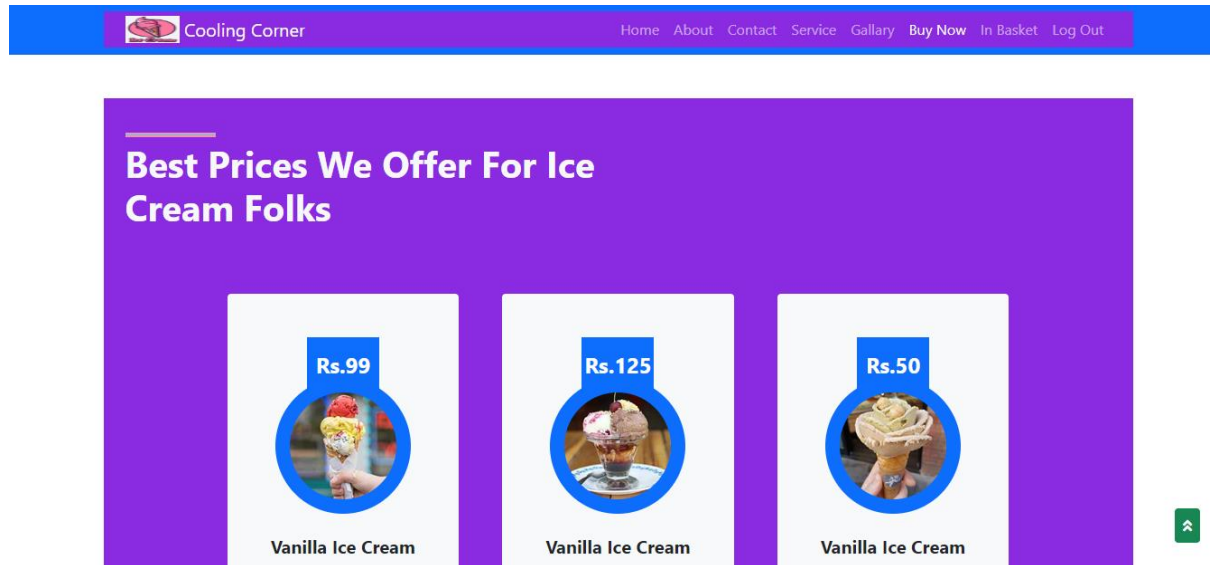 Cooling Corner
Home About Contact Service Gallary Buy Now In Basket Log Out
Best Prices We Offer For Ice
Cream Folks
Rs.99 Rs.125 Rs.50
Vanilla Ice Cream Vanilla Ice Cream Vanilla Ice Cream